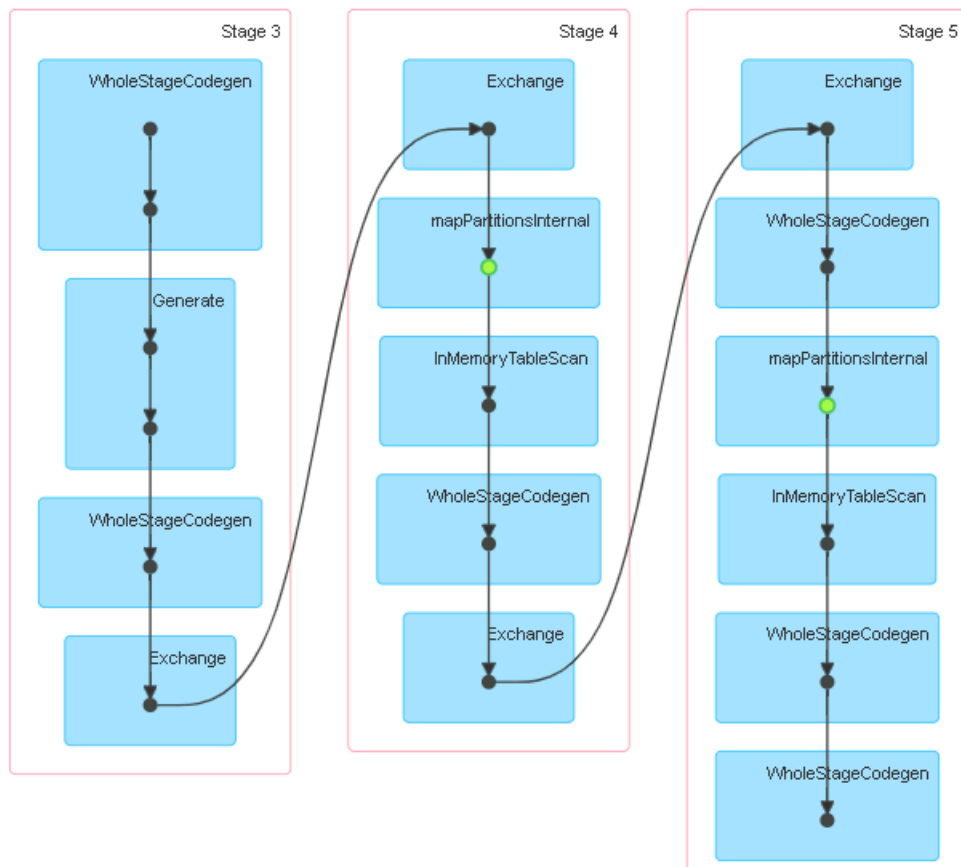 Stage 3
WholeStageCodegen
Generate
WholeStageCodegen
Exchange
Stage 4
Exchange
mapPartitionsInternal
InMemoryTableScan
WholeStageCodegen
Exchange
Stage 5
Exchange
WholeStageCodegen
mapPartitionsInternal
InMemoryTableScan
WholeStageCodegen
WholeStageCodegen